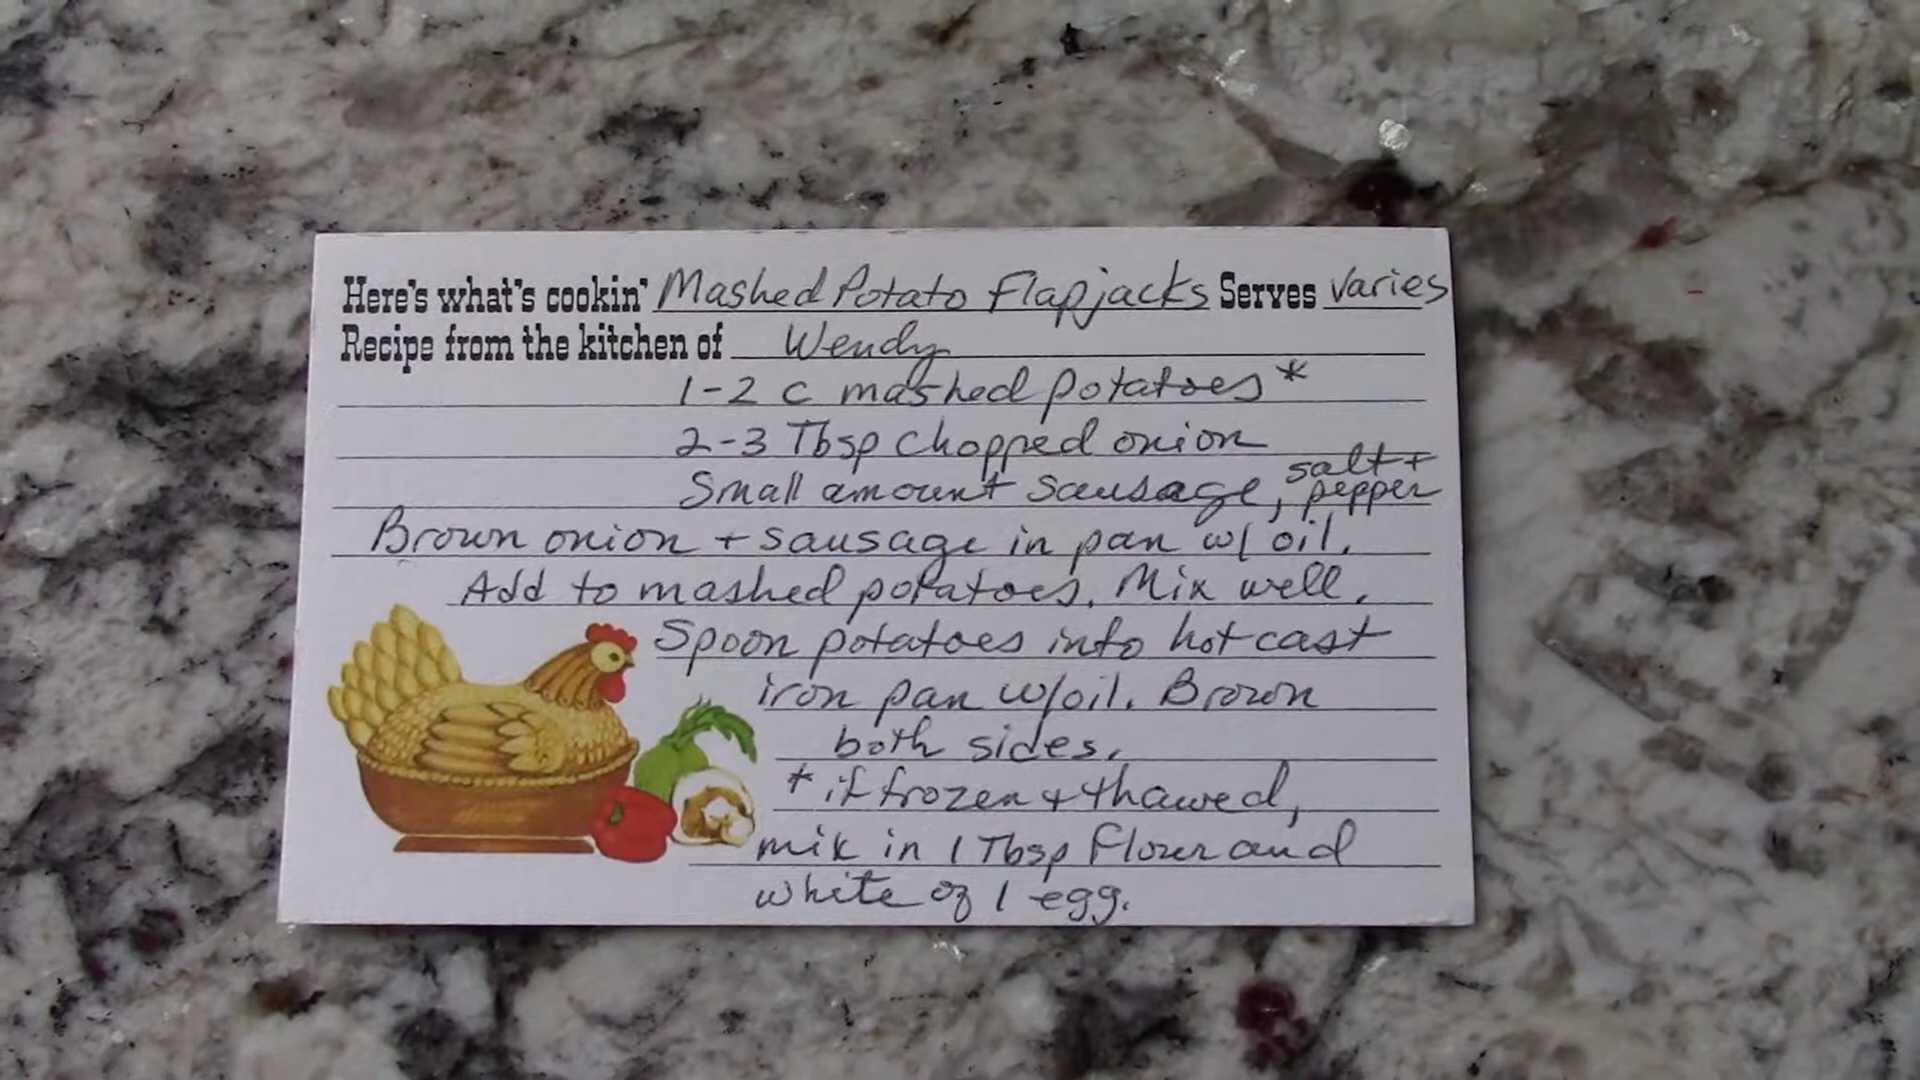 Here's what's cookin' Mashed Potato Flapjacks Serves varies
Recipe from the kitchen of Wendy
1-2 c mashed potatoes *
2-3 Tbsp chopped onion
Small amount sausage, salt + pepper
Brown onion + sausage in pan w/ oil.
Add to mashed potatoes. Mix well.
Spoon potatoes into hot cast
iron pan w/oil. Brown
both sides.
* if frozen + thawed,
mix in 1 Tbsp flour and
white of 1 egg.